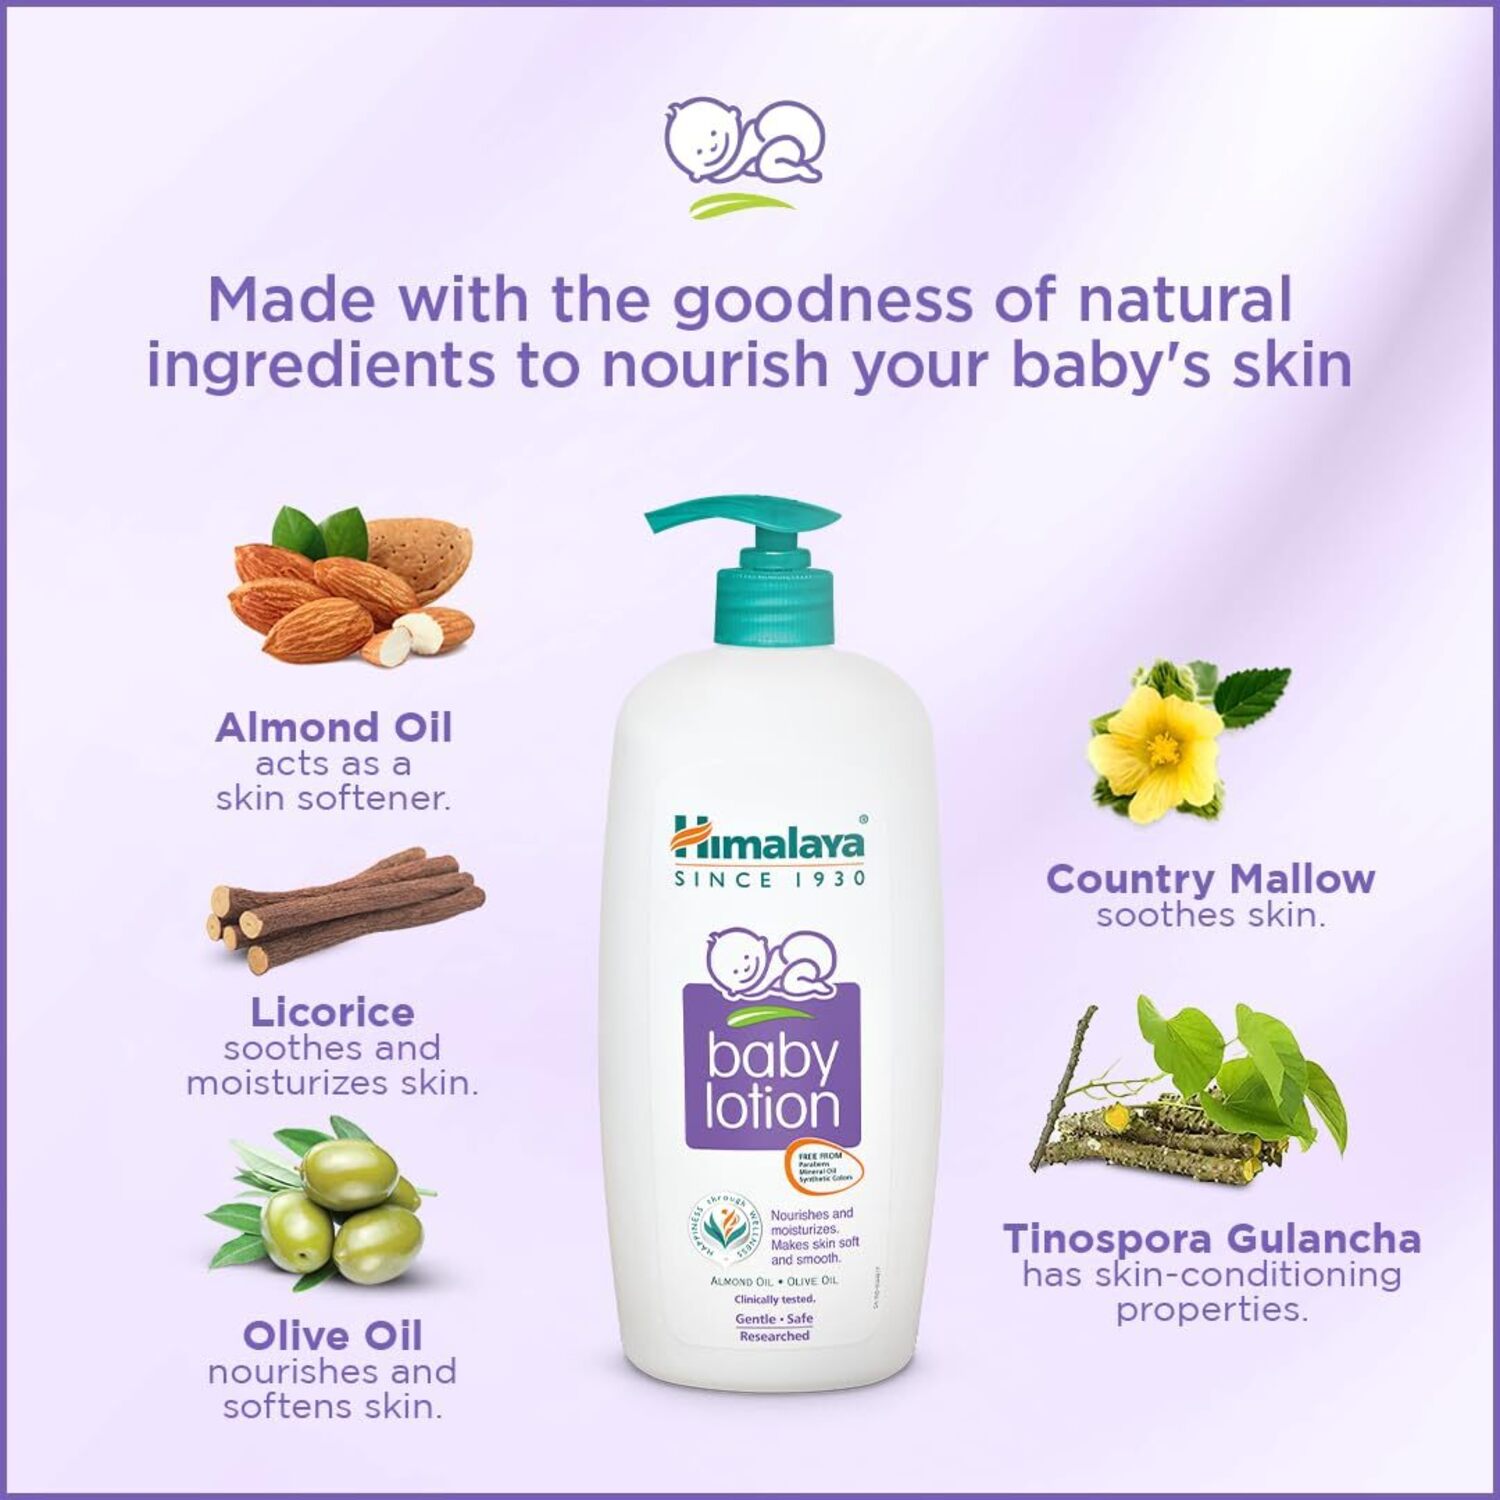 Made with the goodness of natural
ingredients to nourish your baby's skin
Almond Oil
acts as a
skin softener.
Licorice
soothes and
moisturizes skin.
Olive Oil
nourishes and
softens skin.
Himalaya®
SINCE 1930
baby
lotion
FREE FROM
Parabens
Mineral Oil
Synthetic Colors
HAPPINESS through WELLNESS
Nourishes and
moisturizes.
Makes skin soft
and smooth.
ALMOND OIL • OLIVE OIL
Clinically tested.
Gentle • Safe
Researched
Country Mallow
soothes skin.
Tinospora Gulancha
has skin-conditioning
properties.